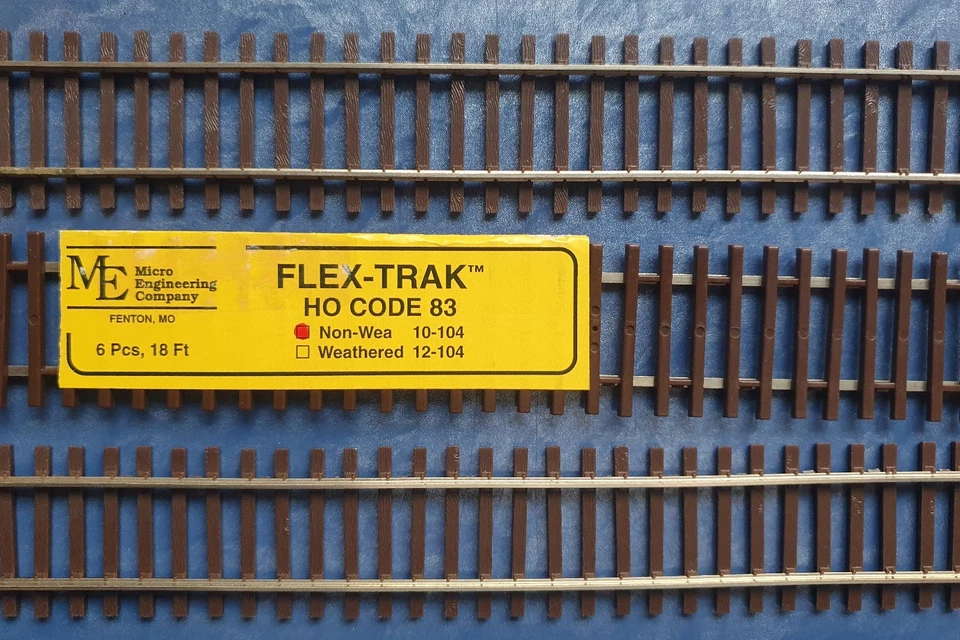 ME Micro
Engineering
Company
FENTON, MO
6 Pcs, 18 Ft
FLEX-TRAK™
HO CODE 83
Non-Wea 10-104
Weathered 12-104